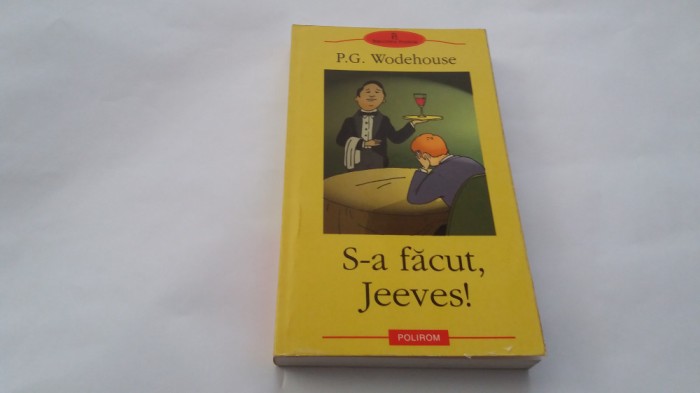 P.G. Wodehouse
S-a făcut,
Jeeves!
POLIROM